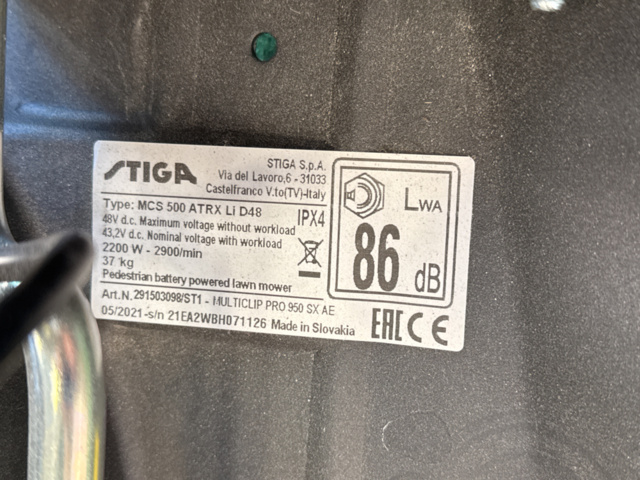 STIGA
STIGA S.p.A.
Via del Lavoro,6 - 31033
Castelfranco V.to(TV)-Italy
Type: MCS 500 ATRX Li D48
IPX4
48V d.c. Maximum voltage without workload
43,2V d.c. Nominal voltage with workload
2200 W - 2900/min
37 kg
Pedestrian battery powered lawn mower
LWA
86 dB
Art.N. 291503098/ST1 - MULTICLIP PRO 950 SX AE
05/2021-s/n 21EA2WBH071126 Made in Slovakia
EAC CE